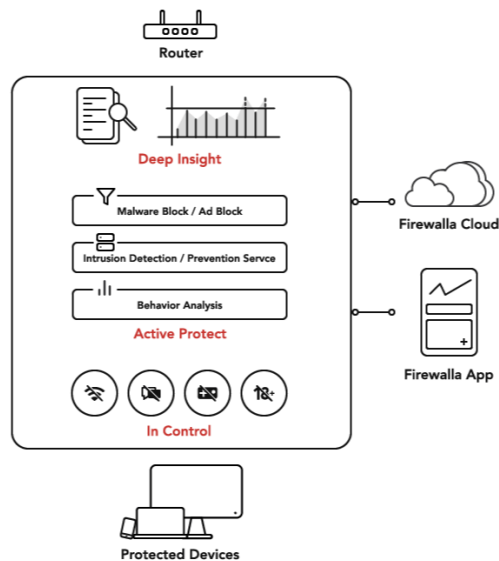 Router
Deep Insight
Malware Block / Ad Block
Intrusion Detection / Prevention Servce
Behavior Analysis
Active Protect
18+
In Control
Firewalla Cloud
Firewalla App
Protected Devices